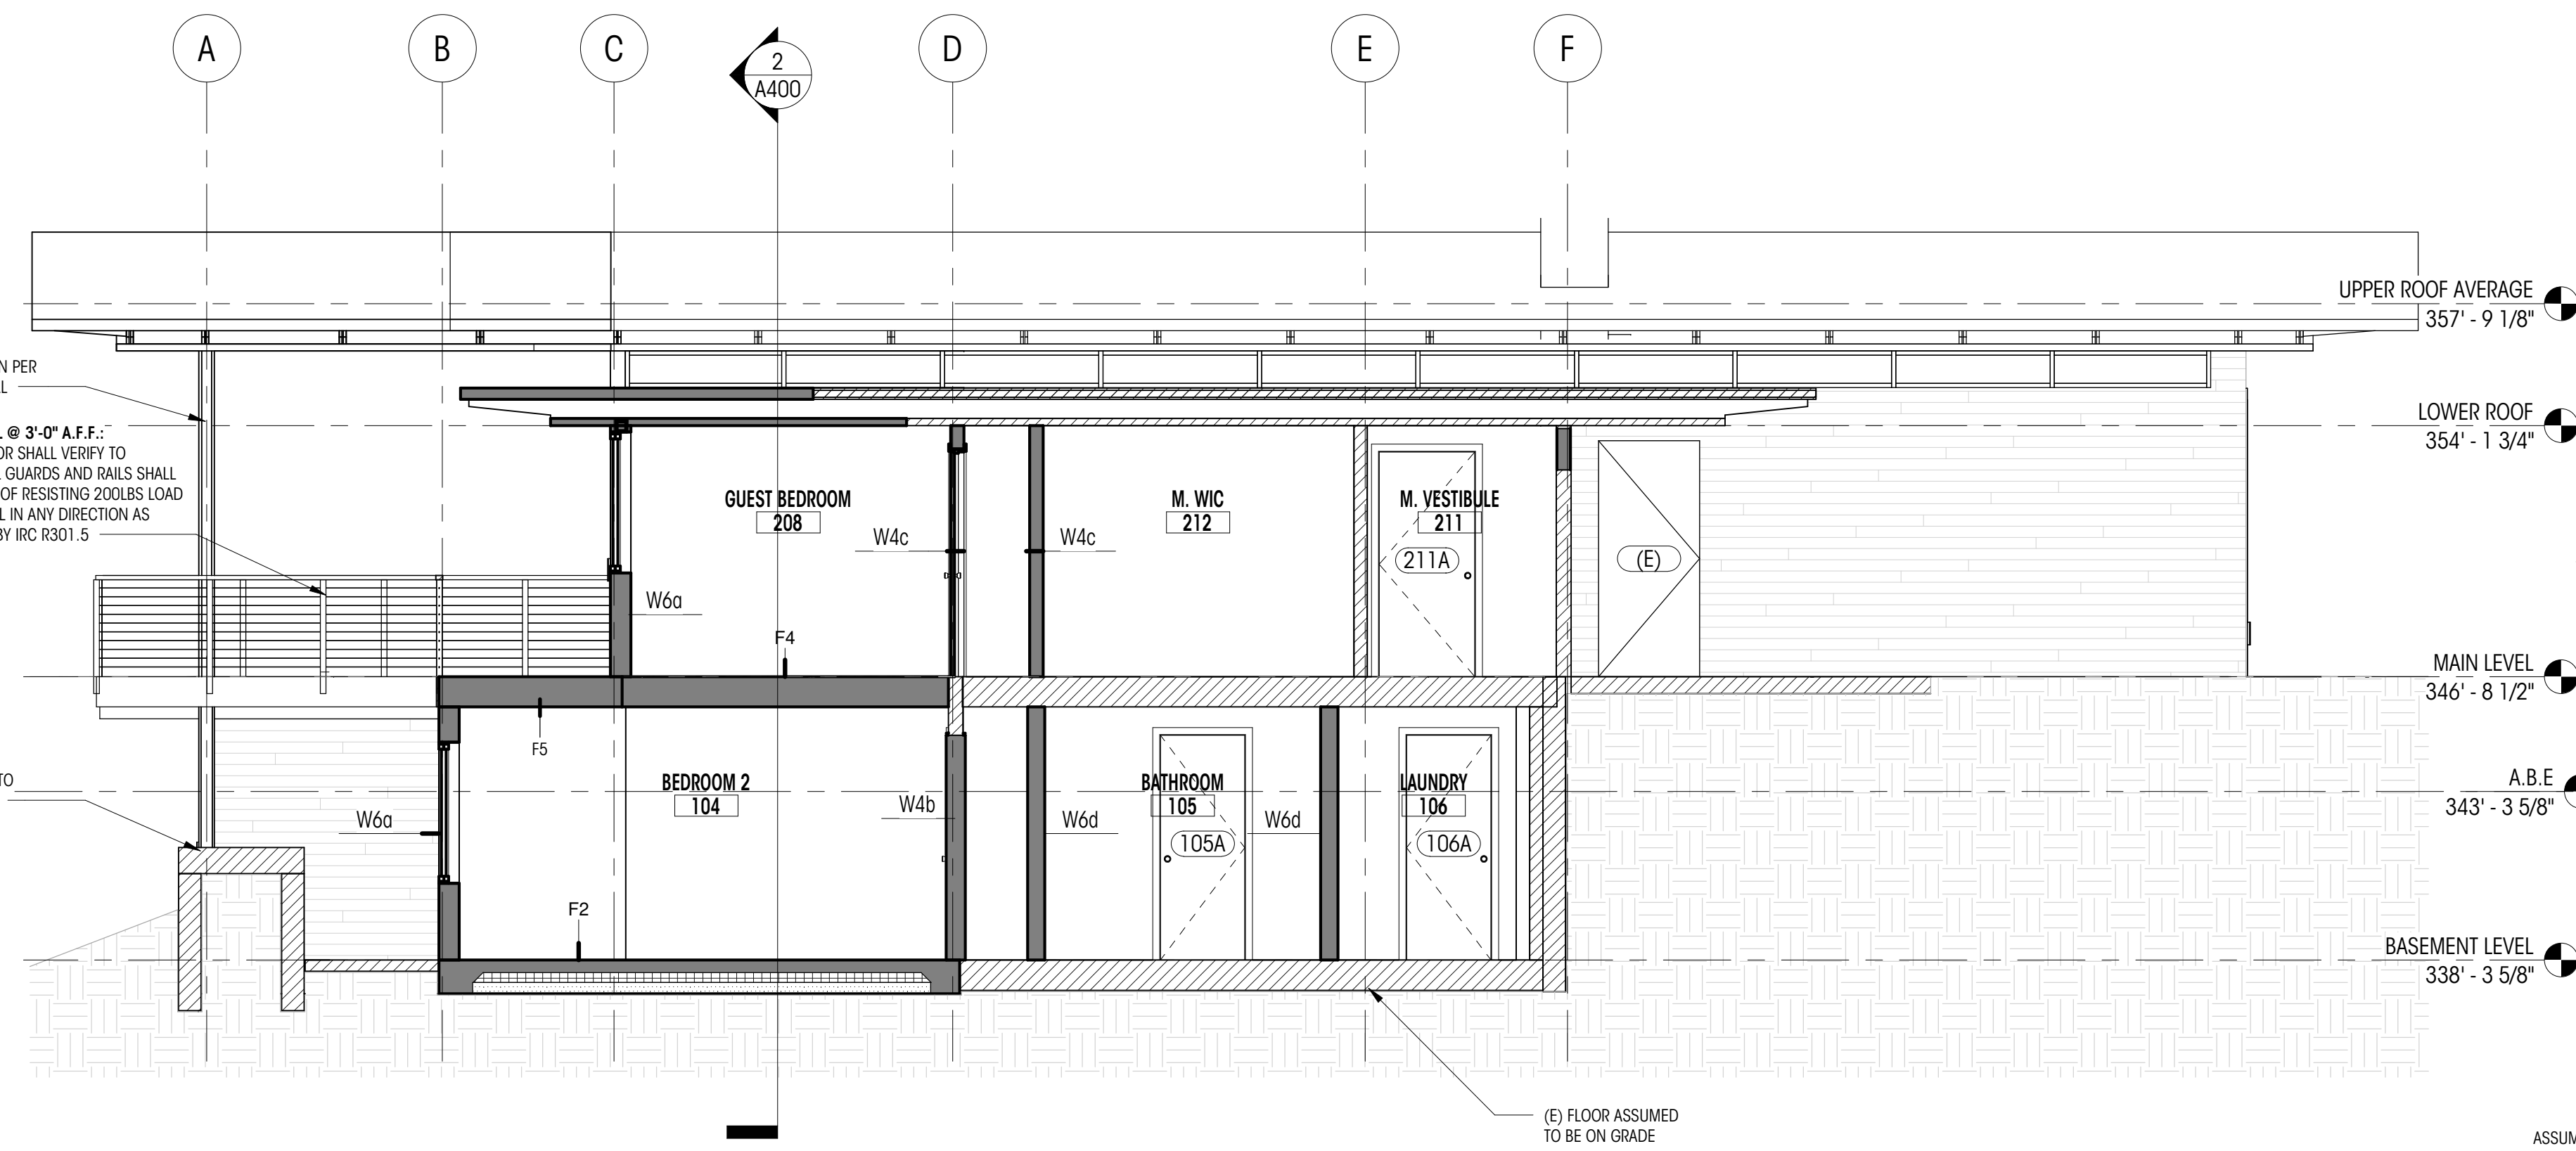 A
B
C
2
A400
D
E
F
UPPER ROOF AVERAGE
357' - 9 1/8"
N PER
LOWER ROOF
354' - 1 3/4"
@ 3'-0" A.F.F.:
OR SHALL VERIFY TO
GUARDS AND RAILS SHALL
OF RESISTING 200LBS LOAD
IN ANY DIRECTION AS
BY IRC R301.5
GUEST BEDROOM
208
M. WIC
212
M. VESTIBULE
211
W4c
W4c
211A
(E)
W6a
F4
MAIN LEVEL
346' - 8 1/2"
F5
TO
BEDROOM 2
104
BATHROOM
105
LAUNDRY
106
A.B.E
343' - 3 5/8"
W6a
W4b
W6d
W6d
105A
106A
F2
BASEMENT LEVEL
338' - 3 5/8"
(E) FLOOR ASSUMED
TO BE ON GRADE
ASSUM